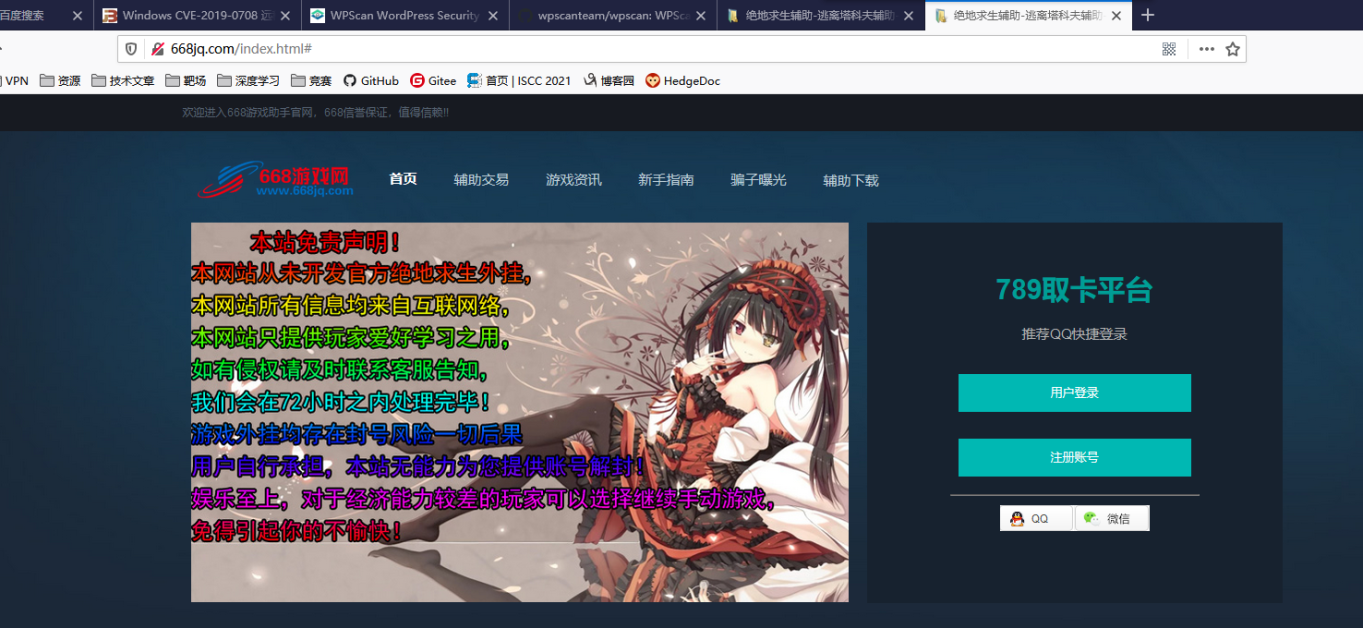 百度搜索
Windows CVE-2019-0708 远
WPScan WordPress Security
wpscanteam/wpscan: WPSc
绝地求生辅助-逃离塔科夫辅助
绝地求生辅助-逃离塔科夫辅助
668jq.com/index.html#
VPN
资源
技术文章
靶场
深度学习
竞赛
GitHub
Gitee
首页 | ISCC 2021
博客园
HedgeDoc
欢迎进入668游戏助手官网，668信誉保证，值得信赖!!
668游戏网
www.668jq.com
首页
辅助交易
游戏资讯
新手指南
骗子曝光
辅助下载
本站免责声明！
本网站从未开发官方绝地求生外挂，
本网站所有信息均来自互联网络，
本网站只提供玩家爱好学习之用，
如有侵权请及时联系客服告知，
我们会在72小时之内处理完毕！
游戏外挂均存在封号风险一切后果
用户自行承担，本站无能力为您提供账号解封！
娱乐至上，对于经济能力较差的玩家可以选择继续手动游戏，
免得引起你的不愉快！
789取卡平台
推荐QQ快捷登录
用户登录
注册账号
QQ
微信